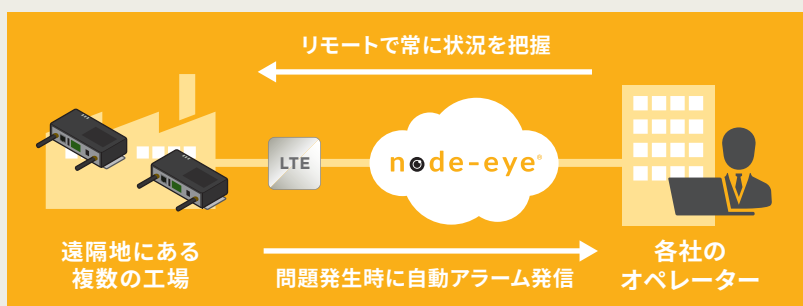 リモートで常に状況を把握
LTE
node-eye®
遠隔地にある
複数の工場
問題発生時に自動アラーム発信
各社の
オペレーター